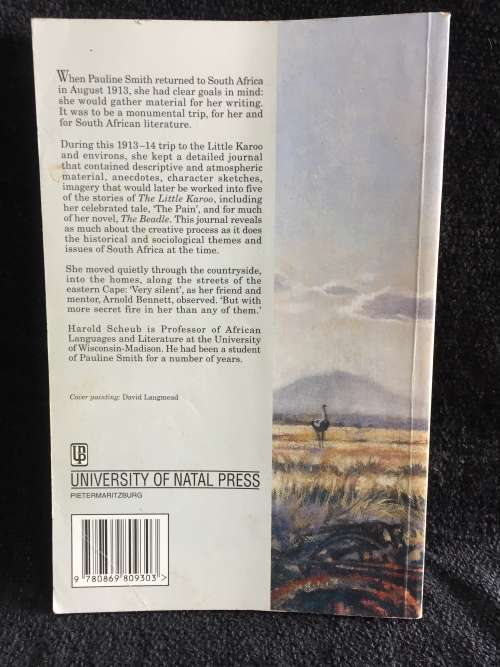 When Pauline Smith returned to South Africa
in August 1913, she had clear goals in mind:
she would gather material for her writing.
It was to be a monumental trip, for her and
for South African literature.
During this 1913–14 trip to the Little Karoo
and environs, she kept a detailed journal
that contained descriptive and atmospheric
material, anecdotes, character sketches,
imagery that would later be worked into five
of the stories of The Little Karoo, including
her celebrated tale, 'The Pain', and for much
of her novel, The Beadle. This journal reveals
as much about the creative process as it does
the historical and sociological themes and
issues of South Africa at the time.
She moved quietly through the countryside,
into the homes, along the streets of the
eastern Cape: 'Very silent', as her friend and
mentor, Arnold Bennett, observed. 'But with
more secret fire in her than any of them.'
Harold Scheub is Professor of African
Languages and Literature at the University
of Wisconsin-Madison. He had been a student
of Pauline Smith for a number of years.
Cover painting: David Langmead
UNIVERSITY OF NATAL PRESS
PIETERMARITZBURG
9 780869 809303 >